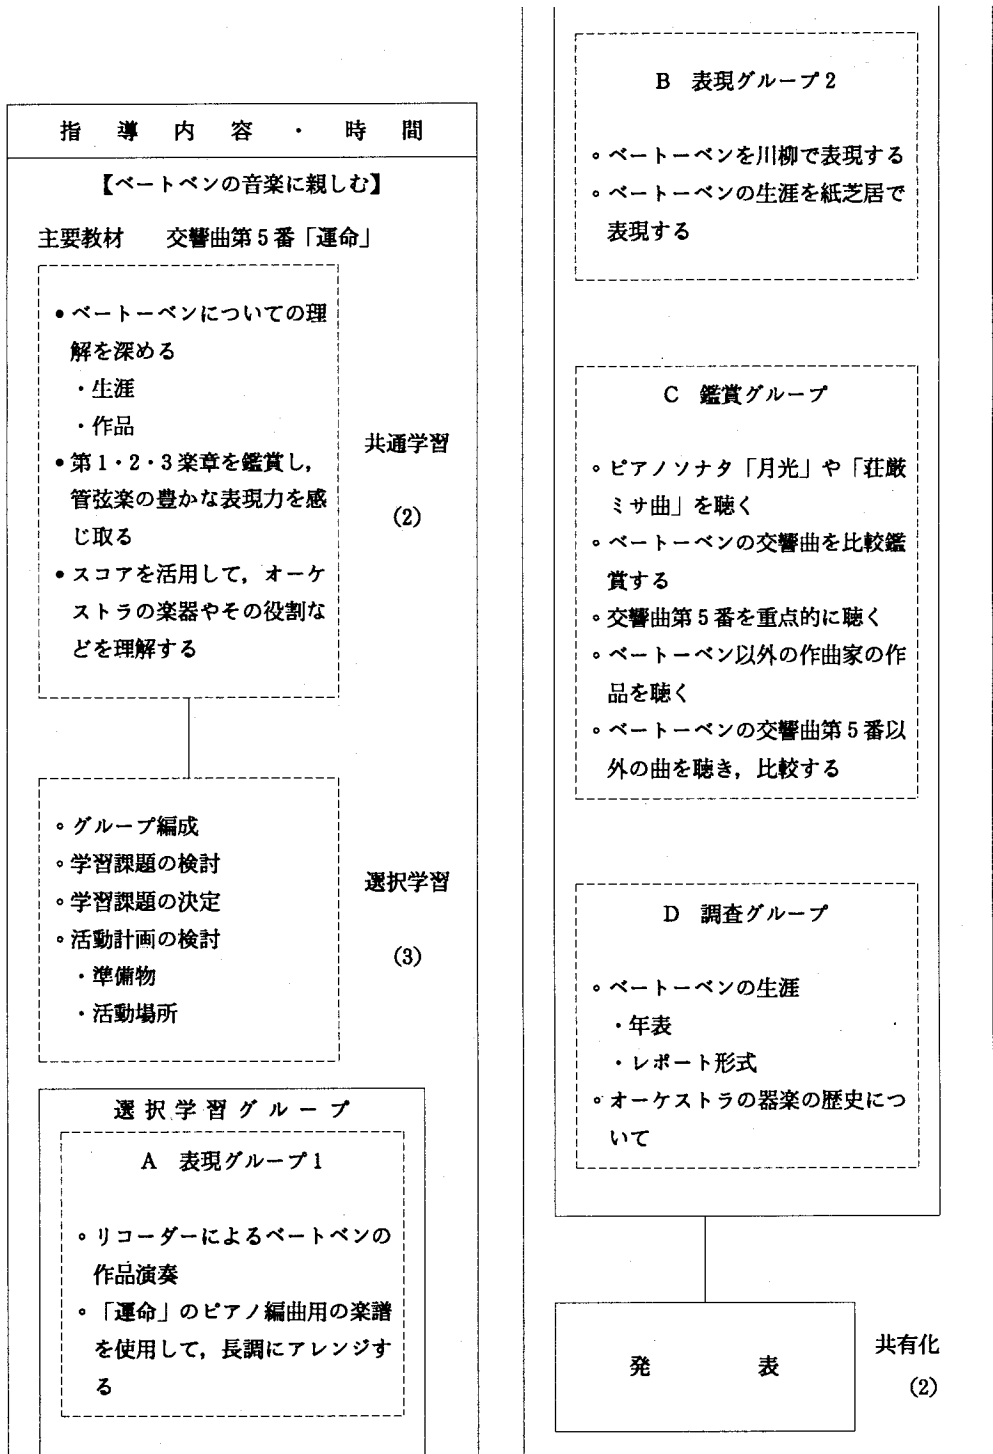 指導内容・時間
【ベートベンの音楽に親しむ】
主要教材 交響曲第5番「運命」
•ベートーベンについての理
解を深める
・生涯
・作品
•第1・2・3楽章を鑑賞し，
管弦楽の豊かな表現力を感
じ取る
•スコアを活用して，オーケ
ストラの楽器やその役割な
どを理解する
共通学習
(2)
◦グループ編成
◦学習課題の検討
◦学習課題の決定
◦活動計画の検討
・準備物
・活動場所
選択学習
(3)
選択学習グループ
A 表現グループ1
◦リコーダーによるベートベンの
作品演奏
◦「運命」のピアノ編曲用の楽譜
を使用して，長調にアレンジす
る
B 表現グループ2
◦ベートーベンを川柳で表現する
◦ベートーベンの生涯を紙芝居で
表現する
C 鑑賞グループ
◦ピアノソナタ「月光」や「荘厳
ミサ曲」を聴く
◦ベートーベンの交響曲を比較鑑
賞する
◦交響曲第5番を重点的に聴く
◦ベートーベン以外の作曲家の作
品を聴く
◦ベートーベンの交響曲第5番以
外の曲を聴き，比較する
D 調査グループ
◦ベートーベンの生涯
・年表
・レポート形式
◦オーケストラの器楽の歴史につ
いて
発表
共有化
(2)